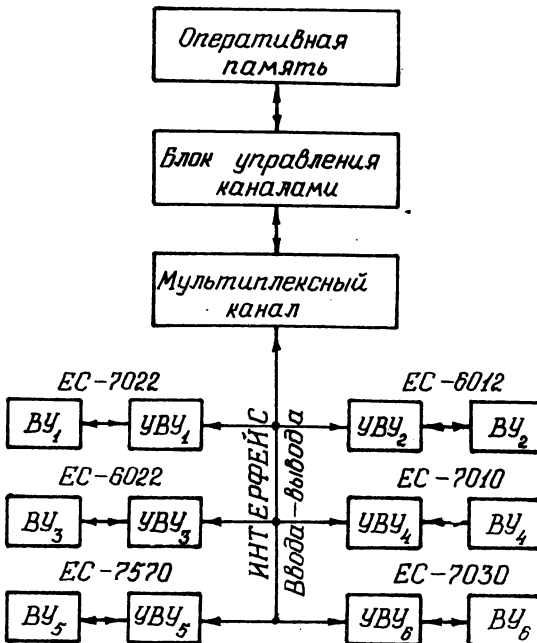 Оперативная
память
Блок управления
каналами
Мультиплексный
канал
ЕС-7022
ЕС-6012
ВУ1
УВУ1
УВУ2
ВУ2
ИНТЕРФЕЙС
Ввода-вывода
ЕС-6022
ЕС-7010
ВУ3
УВУ3
УВУ4
ВУ4
ЕС-7570
ЕС-7030
ВУ5
УВУ5
УВУ6
ВУ6